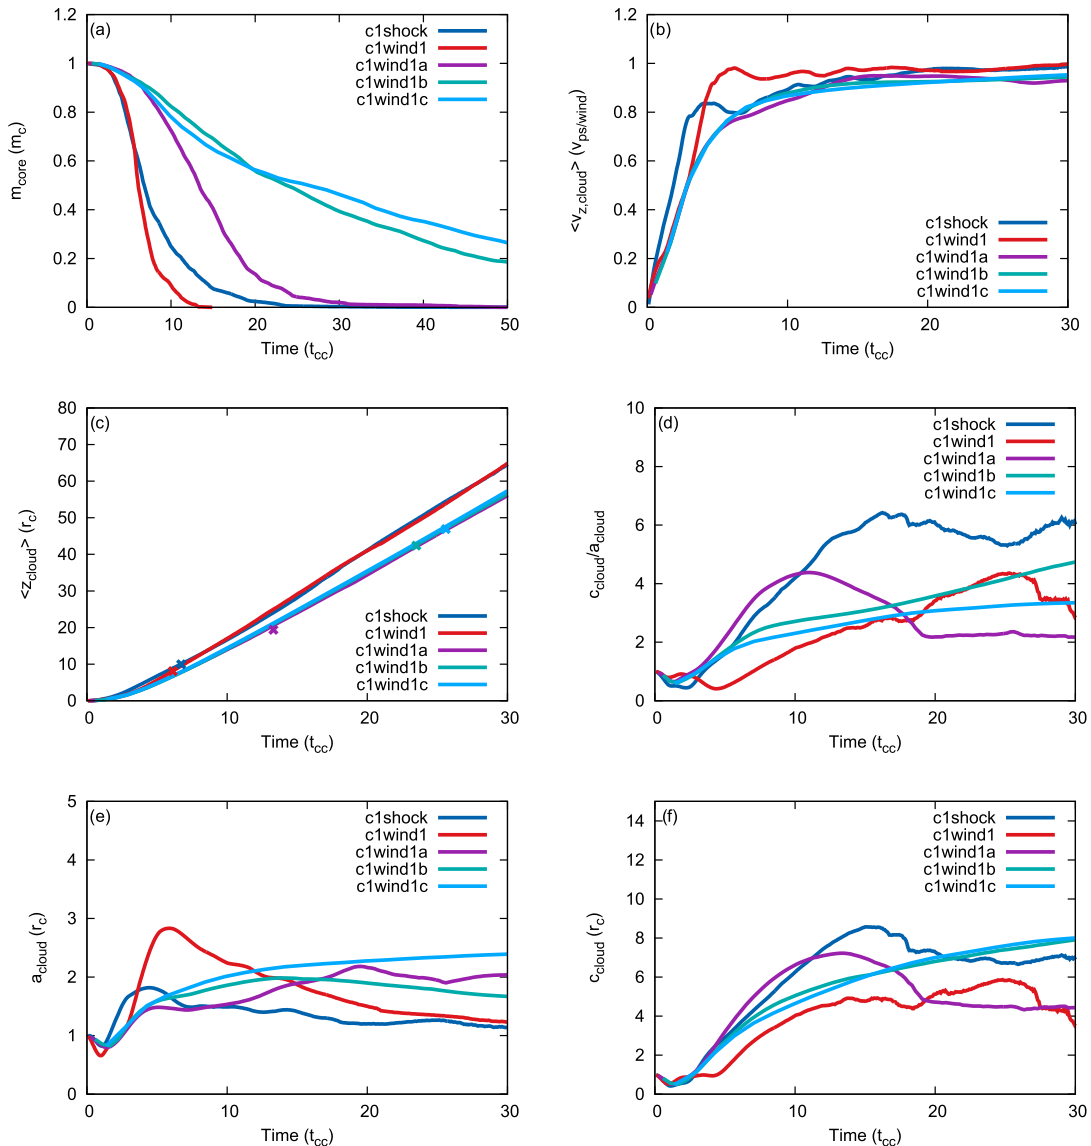 (a)
c1shock
c1wind1
c1wind1a
c1wind1b
c1wind1c
m_core (m_c)
0
0.2
0.4
0.6
0.8
1
1.2
0 10 20 30 40 50
Time (t_cc)
(b)
c1shock
c1wind1
c1wind1a
c1wind1b
c1wind1c
<v_z,cloud> (v_ps/wind)
0
0.2
0.4
0.6
0.8
1
1.2
0 10 20 30
Time (t_cc)
(c)
c1shock
c1wind1
c1wind1a
c1wind1b
c1wind1c
<z_cloud> (r_c)
0
10
20
30
40
50
60
70
80
0 10 20 30
Time (t_cc)
(d)
c1shock
c1wind1
c1wind1a
c1wind1b
c1wind1c
c_cloud/a_cloud
0
2
4
6
8
10
0 10 20 30
Time (t_cc)
(e)
c1shock
c1wind1
c1wind1a
c1wind1b
c1wind1c
a_cloud (r_c)
0
1
2
3
4
5
0 10 20 30
Time (t_cc)
(f)
c1shock
c1wind1
c1wind1a
c1wind1b
c1wind1c
c_cloud (r_c)
0
2
4
6
8
10
12
14
0 10 20 30
Time (t_cc)